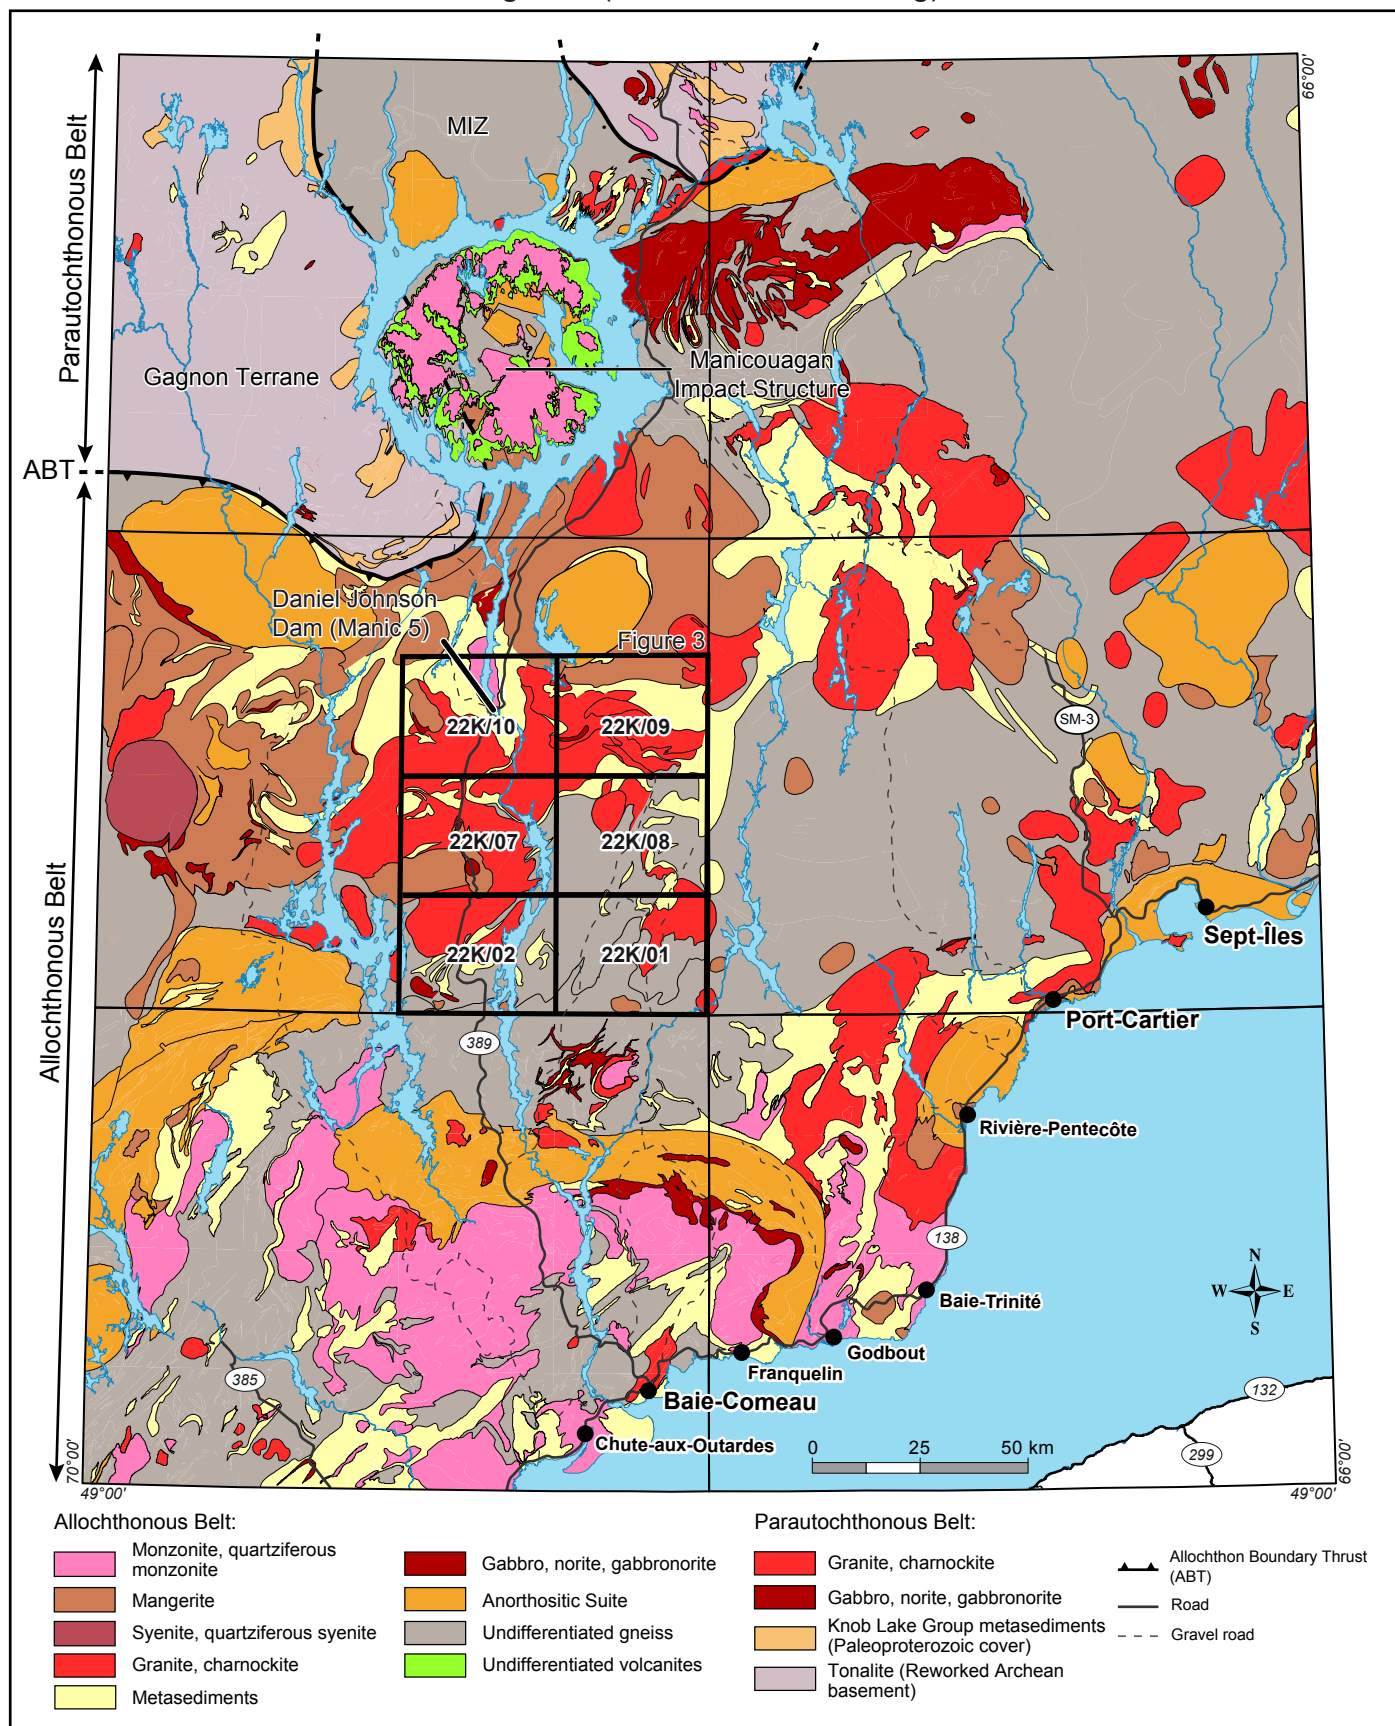 66°00'
MIZ
Parautochthonous Belt
Gagnon Terrane
Manicouagan
Impact Structure
ABT
Daniel Johnson
Dam (Manic 5)
Figure 3
22K/10
22K/09
SM-3
22K/07
22K/08
Allochthonous Belt
Sept-Îles
22K/02
22K/01
Port-Cartier
389
Rivière-Pentecôte
138
N
W
E
S
Baie-Trinité
Godbout
Franquelin
385
132
Baie-Comeau
Chute-aux-Outardes
0 25 50 km
299
70°00'
66°00'
49°00'
49°00'
Allochthonous Belt:
Monzonite, quartziferous
monzonite
Mangerite
Syenite, quartziferous syenite
Granite, charnockite
Metasediments
Gabbro, norite, gabbronorite
Anorthositic Suite
Undifferentiated gneiss
Undifferentiated volcanites
Parautochthonous Belt:
Granite, charnockite
Gabbro, norite, gabbronorite
Knob Lake Group metasediments
(Paleoproterozoic cover)
Tonalite (Reworked Archean
basement)
Allochthon Boundary Thrust
(ABT)
Road
Gravel road